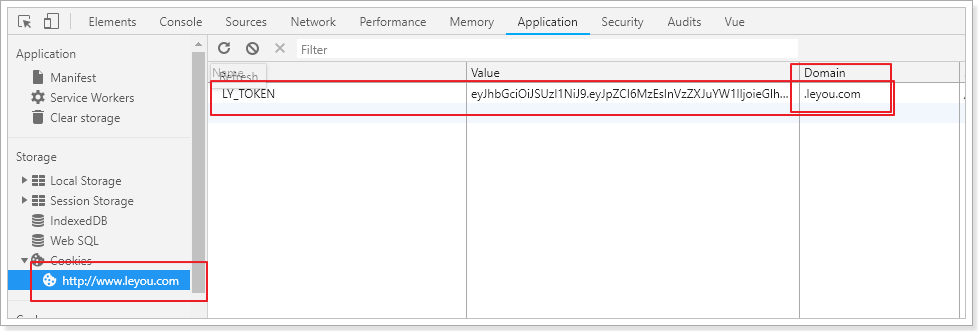 Elements Console Sources Network Performance Memory Application Security Audits Vue
Application
Manifest
Service Workers
Clear storage
Storage
Local Storage
Session Storage
IndexedDB
Web SQL
Cookies
http://www.leyou.com
Filter
Name Value Domain
Refresh
LY_TOKEN eyJhbGciOiJSUzI1NiJ9.eyJpZCI6MzEsInVzZXJuYW1lIjoieGlh... .leyou.com